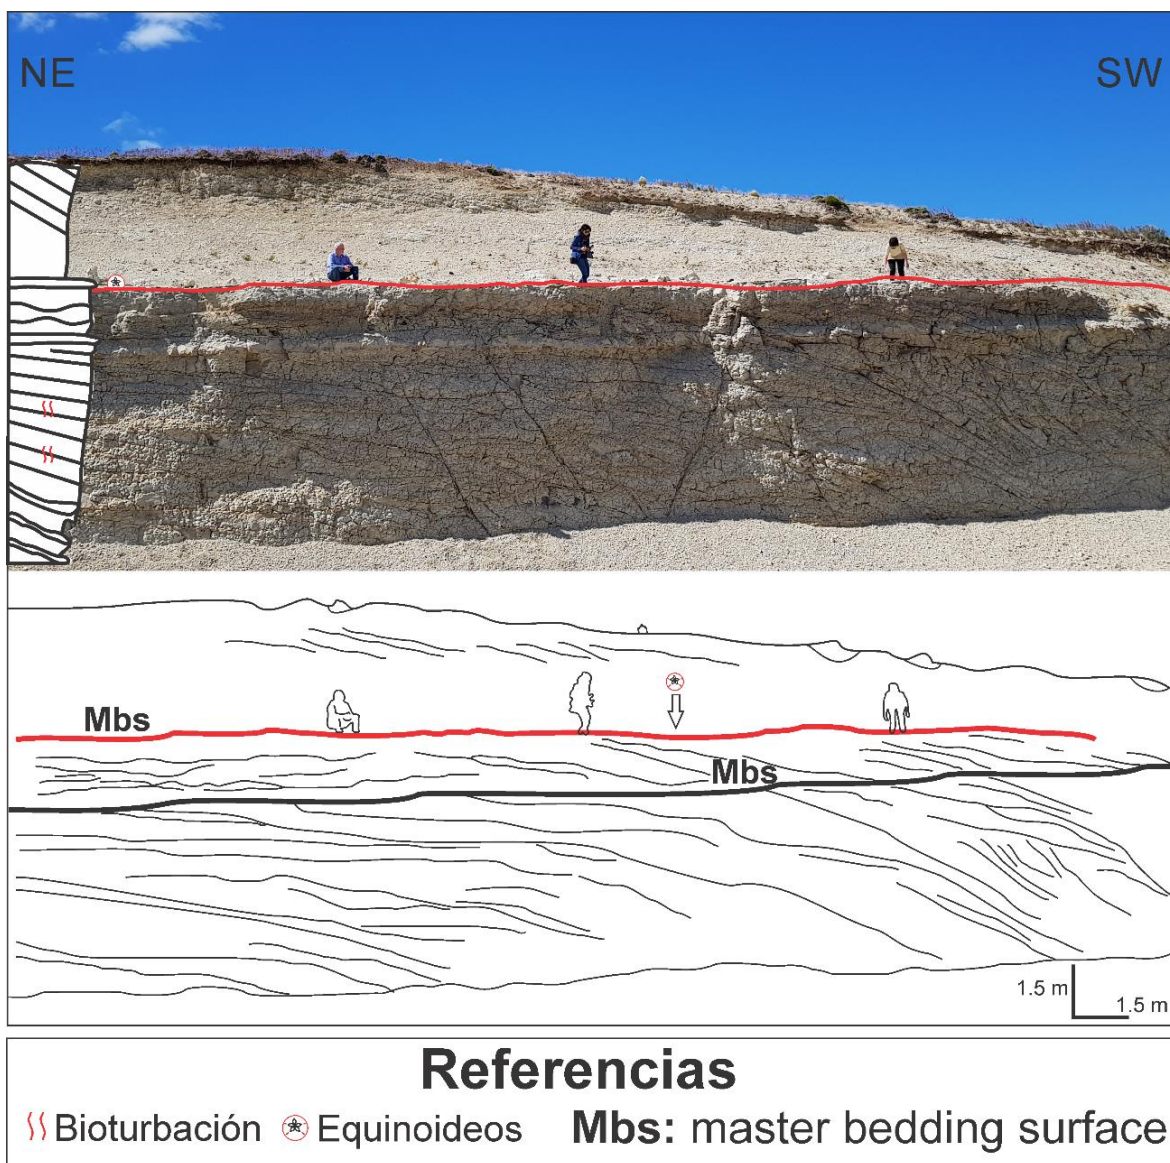 NE
SW
Mbs
Mbs
1.5 m
1.5 m
Referencias
Bioturbación Equinoideos Mbs: master bedding surface